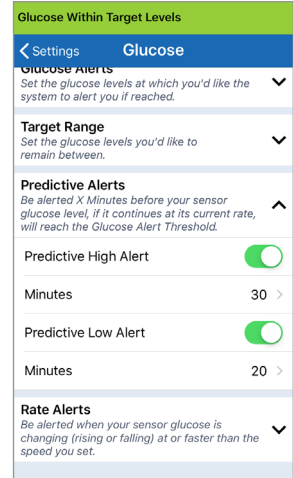 Glucose Within Target Levels
Settings
Glucose
Glucose Alerts
Set the glucose levels at which you'd like the
system to alert you if reached.
Target Range
Set the glucose levels you'd like to
remain between.
Predictive Alerts
Be alerted X Minutes before your sensor
glucose level, if it continues at its current rate,
will reach the Glucose Alert Threshold.
Predictive High Alert
Minutes 30
Predictive Low Alert
Minutes 20
Rate Alerts
Be alerted when your sensor glucose is
changing (rising or falling) at or faster than the
speed you set.